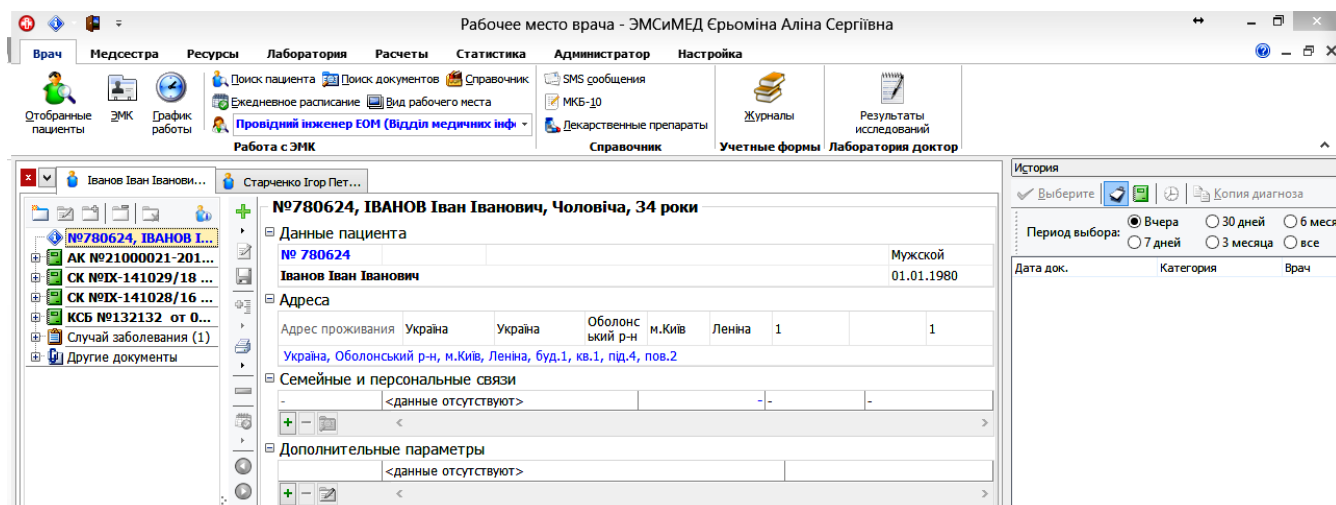 Рабочее место врача - ЭМСиМЕД Єрьоміна Аліна Сергіївна
Врач Медсестра Ресурсы Лаборатория Расчеты Статистика Администратор Настройка
Отобранные пациенты ЭМК График работы
Поиск пациента Поиск документов Справочник
Ежедневное расписание Вид рабочего места
Провідний інженер ЕОМ (Відділ медичних інф
Работа с ЭМК
SMS сообщения
МКБ-10
Лекарственные препараты
Справочник
Журналы
Учетные формы
Результаты исследований
Лаборатория доктор
Іванов Іван Іванови... Старченко Ігор Пет...
№780624, ІВАНОВ І...
АК №21000021-201...
СК №IX-141029/18 ...
СК №IX-141028/16 ...
КСБ №132132 от 0...
Случай заболевания (1)
Другие документы
№780624, ІВАНОВ Іван Іванович, Чоловіча, 34 роки
Данные пациента
№ 780624 Мужской
Іванов Іван Іванович 01.01.1980
Адреса
Адрес проживания Україна Україна Оболонс ький р-н м.Київ Леніна 1 1
Україна, Оболонський р-н, м.Київ, Леніна, буд.1, кв.1, під.4, пов.2
Семейные и персональные связи
- <данные отсутствуют> - - -
Дополнительные параметры
<данные отсутствуют>
История
Выберите Копия диагноза
Период выбора: Вчера 30 дней 6 меся
7 дней 3 месяца все
Дата док. Категория Врач